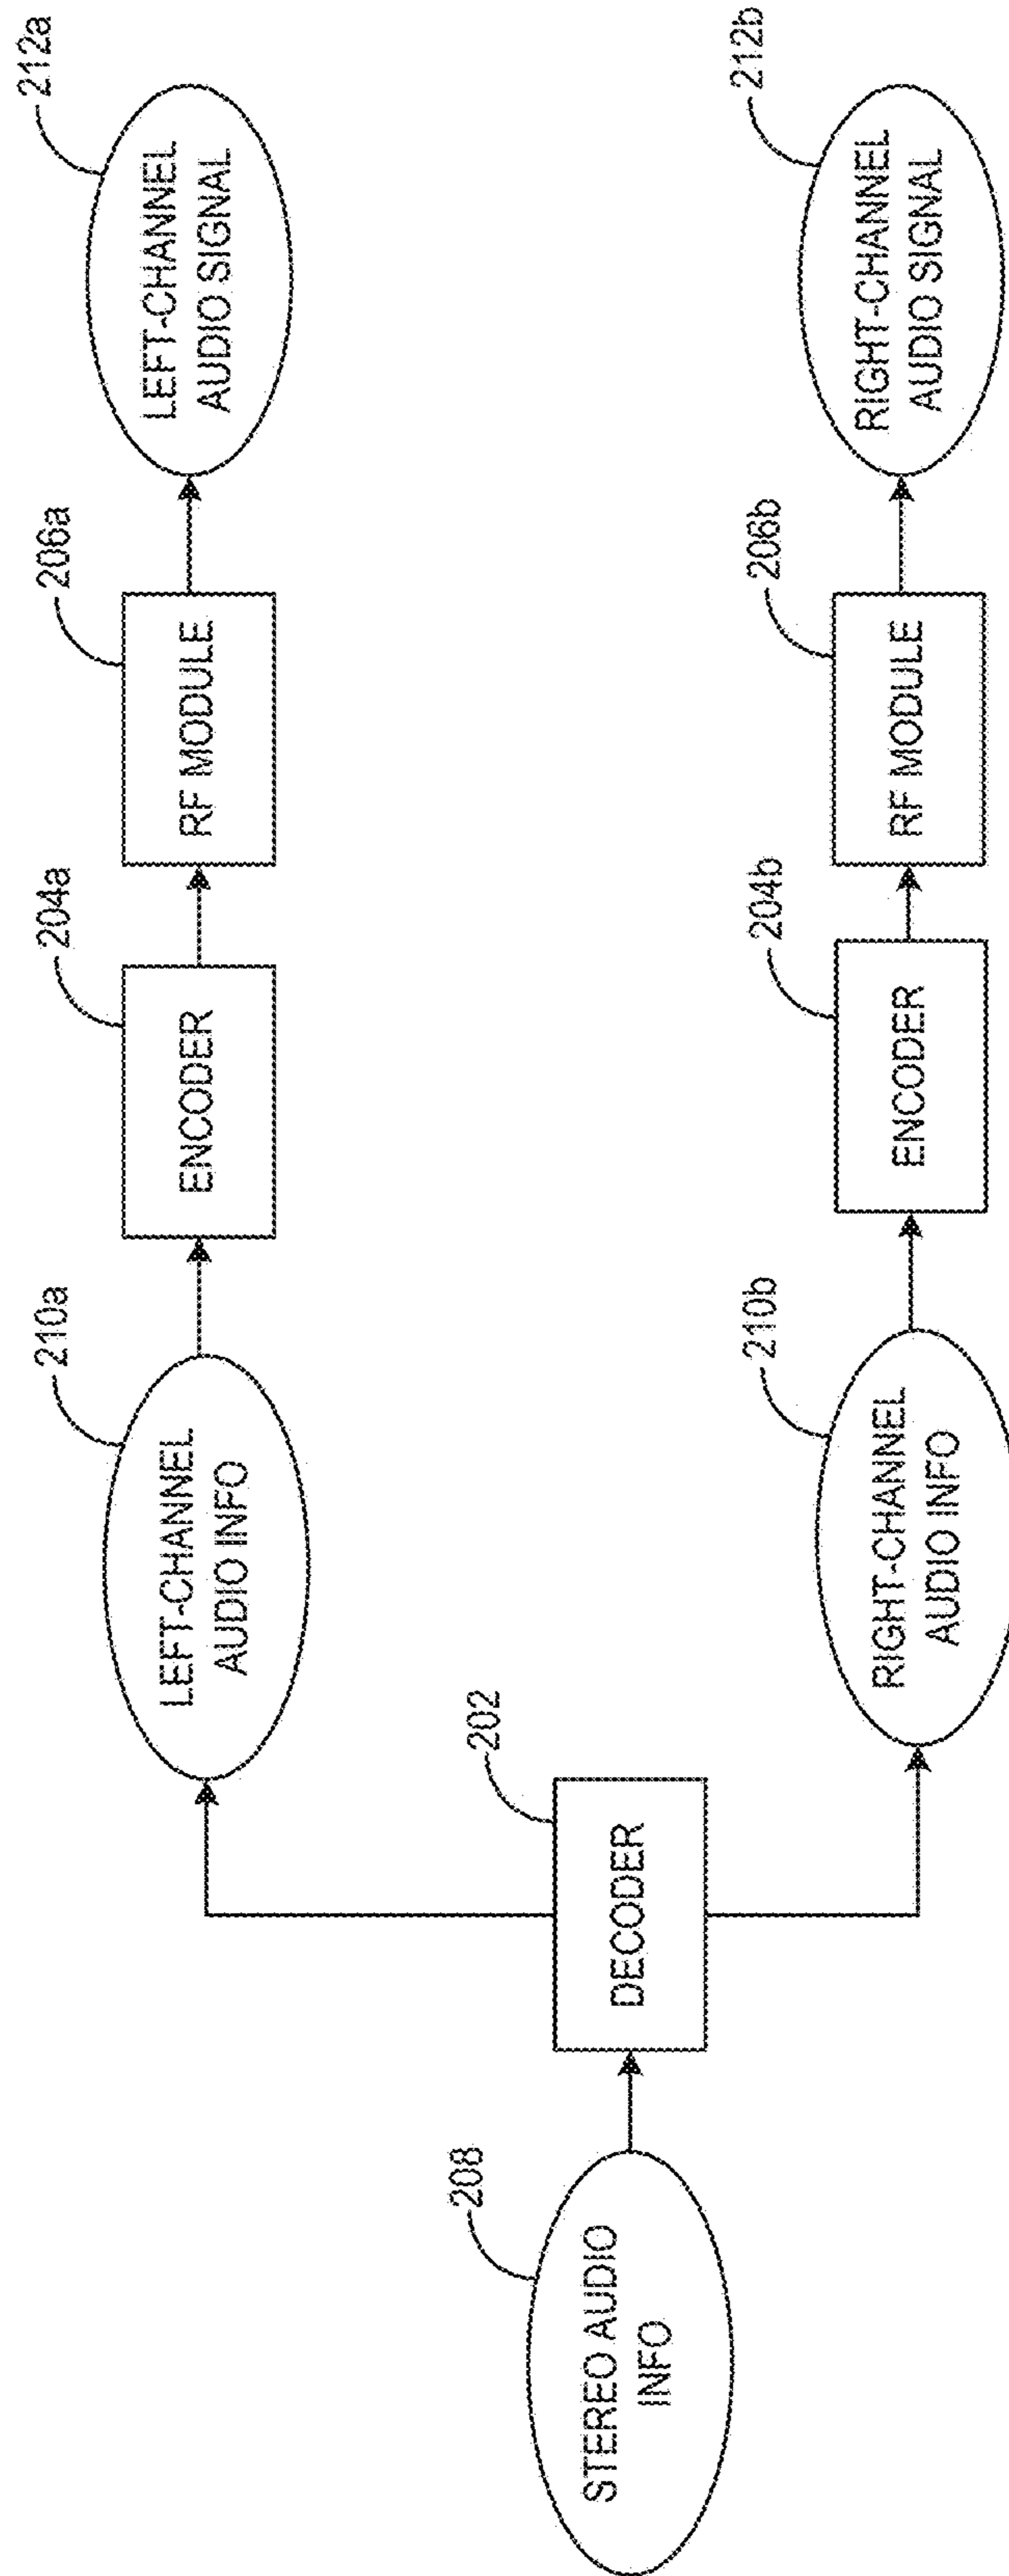 212a
LEFT-CHANNEL
AUDIO SIGNAL
206a
RF MODULE
204a
ENCODER
210a
LEFT-CHANNEL
AUDIO INFO
202
DECODER
208
STEREO AUDIO
INFO
210b
RIGHT-CHANNEL
AUDIO INFO
204b
ENCODER
206b
RF MODULE
212b
RIGHT-CHANNEL
AUDIO SIGNAL